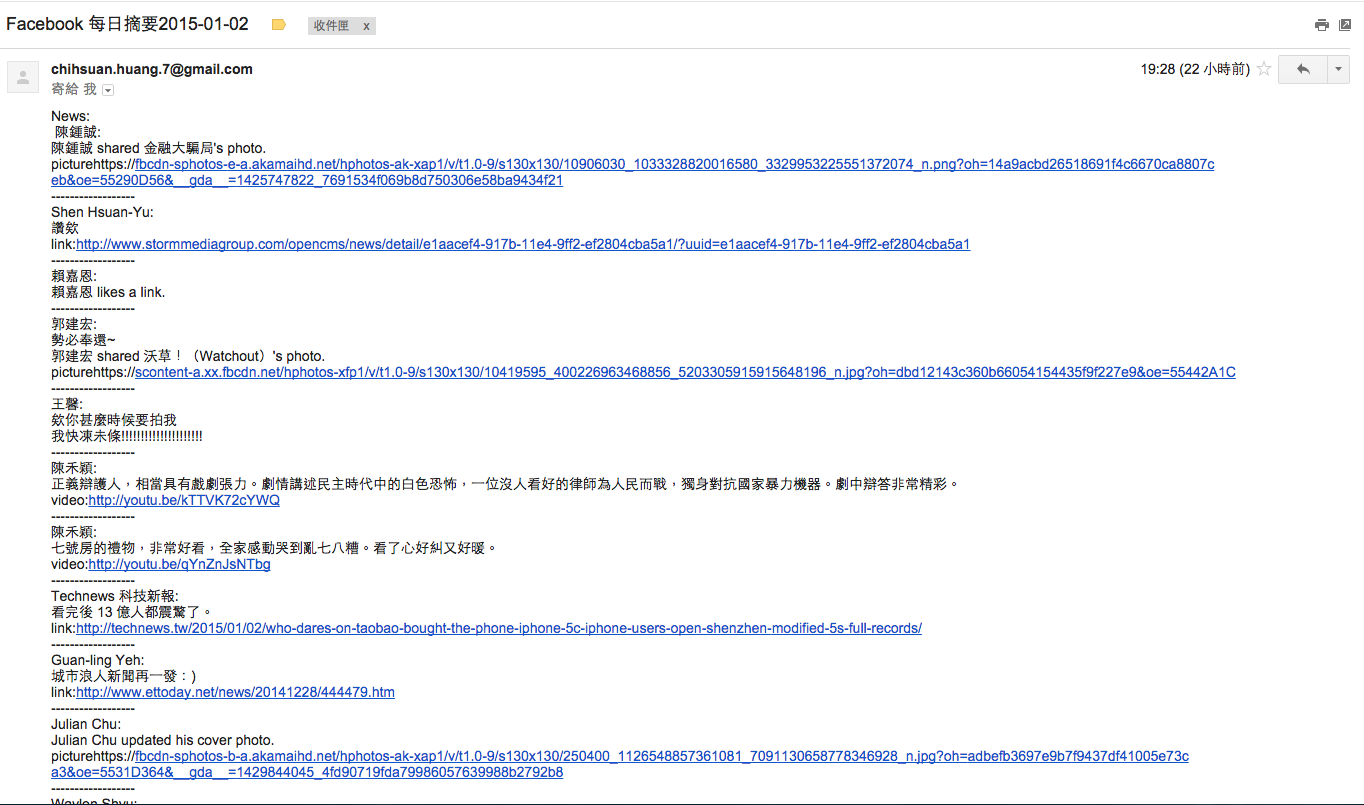 Facebook 每日摘要2015-01-02
收件匣 x
chihsuan.huang.7@gmail.com
19:28 (22 小時前)
寄給 我
News:
陳鍾誠:
陳鍾誠 shared 金融大騙局's photo.
picturehttps://fbcdn-sphotos-e-a.akamaihd.net/hphotos-ak-xap1/v/t1.0-9/s130x130/10906030_1033328820016580_3329953225551372074_n.png?oh=14a9acbd26518691f4c6670ca8807c
eb&oe=55290D56&__gda__=1425747822_7691534f069b8d750306e58ba9434f21
------------------
Shen Hsuan-Yu:
讚欸
link:http://www.stormmediagroup.com/opencms/news/detail/e1aacef4-917b-11e4-9ff2-ef2804cba5a1/?uuid=e1aacef4-917b-11e4-9ff2-ef2804cba5a1
------------------
賴嘉恩:
賴嘉恩 likes a link.
------------------
郭建宏:
勢必奉還~
郭建宏 shared 沃草！（Watchout）'s photo.
picturehttps://scontent-a.xx.fbcdn.net/hphotos-xfp1/v/t1.0-9/s130x130/10419595_400226963468856_5203305915915648196_n.jpg?oh=dbd12143c360b66054154435f9f227e9&oe=55442A1C
------------------
王馨:
欸你甚麼時候要拍我
我快凍未條!!!!!!!!!!!!!!!!!!!!!
------------------
陳禾穎:
正義辯護人，相當具有戲劇張力。劇情講述民主時代中的白色恐怖，一位沒人看好的律師為人民而戰，獨身對抗國家暴力機器。劇中辯答非常精彩。
video:http://youtu.be/kTTVK72cYWQ
------------------
陳禾穎:
七號房的禮物，非常好看，全家感動哭到亂七八糟。看了心好糾又好暖。
video:http://youtu.be/qYnZnJsNTbg
------------------
Technews 科技新報:
看完後 13 億人都震驚了。
link:http://technews.tw/2015/01/02/who-dares-on-taobao-bought-the-phone-iphone-5c-iphone-users-open-shenzhen-modified-5s-full-records/
------------------
Guan-ling Yeh:
城市浪人新聞再一發：)
link:http://www.ettoday.net/news/20141228/444479.htm
------------------
Julian Chu:
Julian Chu updated his cover photo.
picturehttps://fbcdn-sphotos-b-a.akamaihd.net/hphotos-ak-xap1/v/t1.0-9/s130x130/250400_1126548857361081_7091130658778346928_n.jpg?oh=adbefb3697e9b7f9437df41005e73c
a3&oe=5531D364&__gda__=1429844045_4fd90719fda79986057639988b2792b8
------------------
Waylon Shyu: